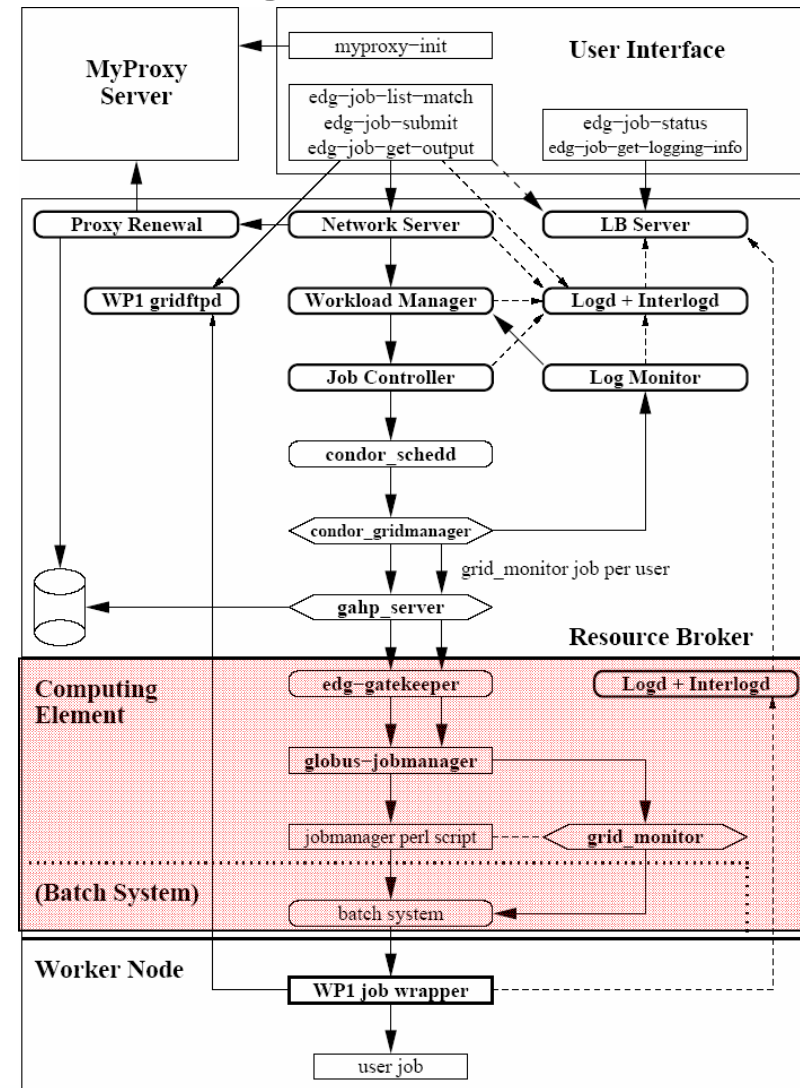 myproxy-init
User Interface
MyProxy
Server
edg-job-list-match
edg-job-submit
edg-job-get-output
edg-job-status
edg-job-get-logging-info
Proxy Renewal
Network Server
LB Server
WP1 gridftpd
Workload Manager
Logd + Interlogd
Job Controller
Log Monitor
condor_schedd
condor_gridmanager
grid_monitor job per user
gahp_server
Resource Broker
Computing
Element
edg-gatekeeper
Logd + Interlogd
globus-jobmanager
jobmanager perl script
grid_monitor
(Batch System)
batch system
Worker Node
WP1 job wrapper
user job